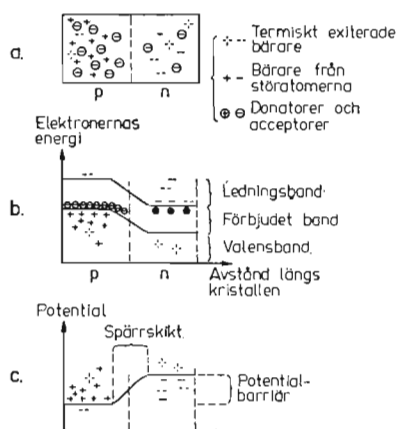 a.
p n
Termiskt exiterade
bärare
Bärare från
störatomerna
Donatorer och
acceptorer
Elektronernas
energi
b.
Ledningsband
Förbjudet band
Valensband.
p n Avstånd längs
kristallen
Potential
Spärrskikt.
c.
Potential-
barriär